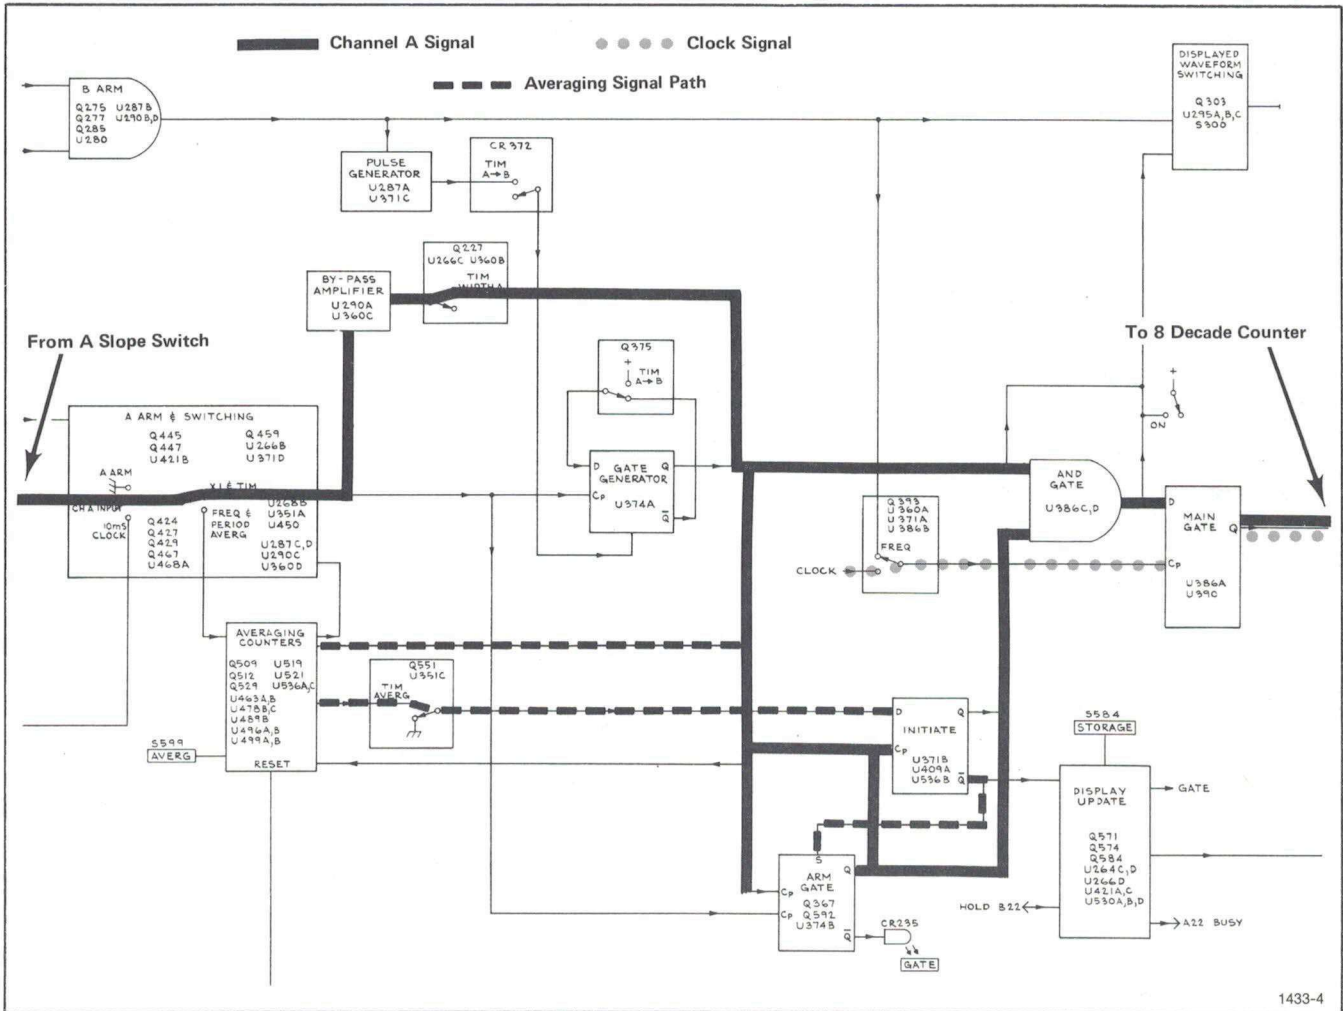 Channel A Signal
Clock Signal
Averaging Signal Path
B ARM
Q275 U287B
Q277 U290B,D
Q285
U280
DISPLAYED
WAVEFORM
SWITCHING
Q303
U295A,B,C
S300
PULSE
GENERATOR
U287A
U371C
CR372
TIM
A→B
BY-PASS
AMPLIFIER
U290A
U360C
Q227
U266C U360B
TIM
WIDTH A
From A Slope Switch
To 8 Decade Counter
Q375
+
TIM
A→B
+
ON
A ARM & SWITCHING
Q445 Q459
Q447 U266B
U421B U371D
A ARM
X1 & TIM
CH A INPUT
10mS
CLOCK
FREQ &
PERIOD
AVERG
U268B
U351A
U450
Q424
Q427
Q429
Q467
U468A
U287C,D
U290C
U360D
D GATE Q
GENERATOR
Cp
U374A
Q
AND
GATE
U386C,D
D
MAIN
GATE
Q
Cp
U386A
U390
Q393
U360A
U371A
U386B
FREQ
CLOCK
AVERAGING
COUNTERS
Q509 U519
Q512 U521
Q529 U536A,C
U463A,B
U478B,C
U489B
U496A,B
U499A,B
RESET
S599
AVERG
Q551
U351C
TIM
AVERG
D Q
INITIATE
Cp
U371B
U409A
U536B
Q
S584
STORAGE
DISPLAY
UPDATE
Q571
Q574
Q584
U264C,D
U266D
U421A,C
U530A,B,D
GATE
HOLD B22
A22 BUSY
S
ARM
GATE
Q
Cp
Cp
Q367
Q592
U374B
Q
CR235
GATE
1433-4